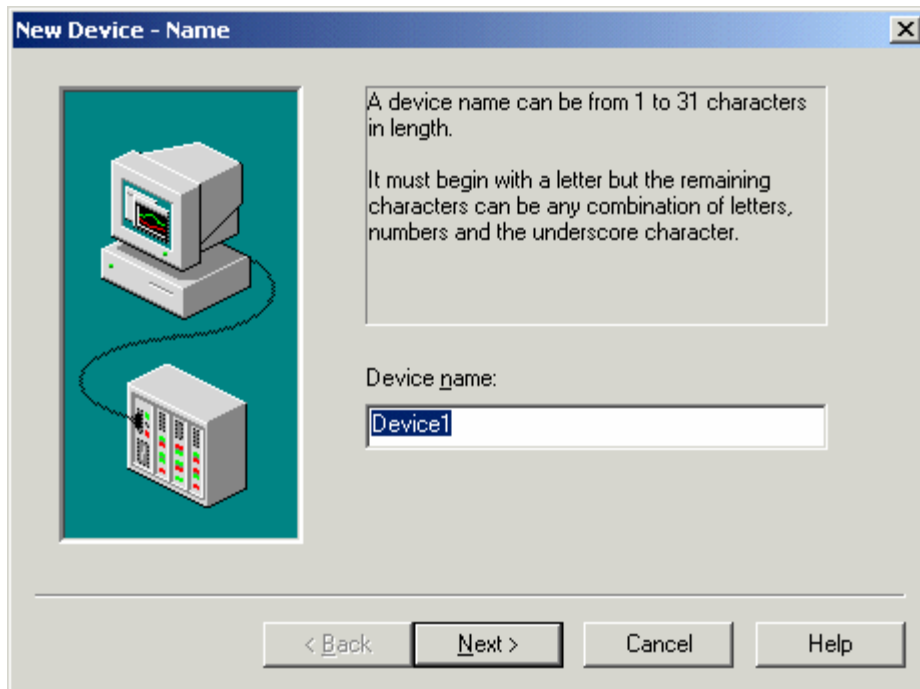 New Device - Name
A device name can be from 1 to 31 characters
in length.
It must begin with a letter but the remaining
characters can be any combination of letters,
numbers and the underscore character.
Device name:
Device1
< Back
Next >
Cancel
Help